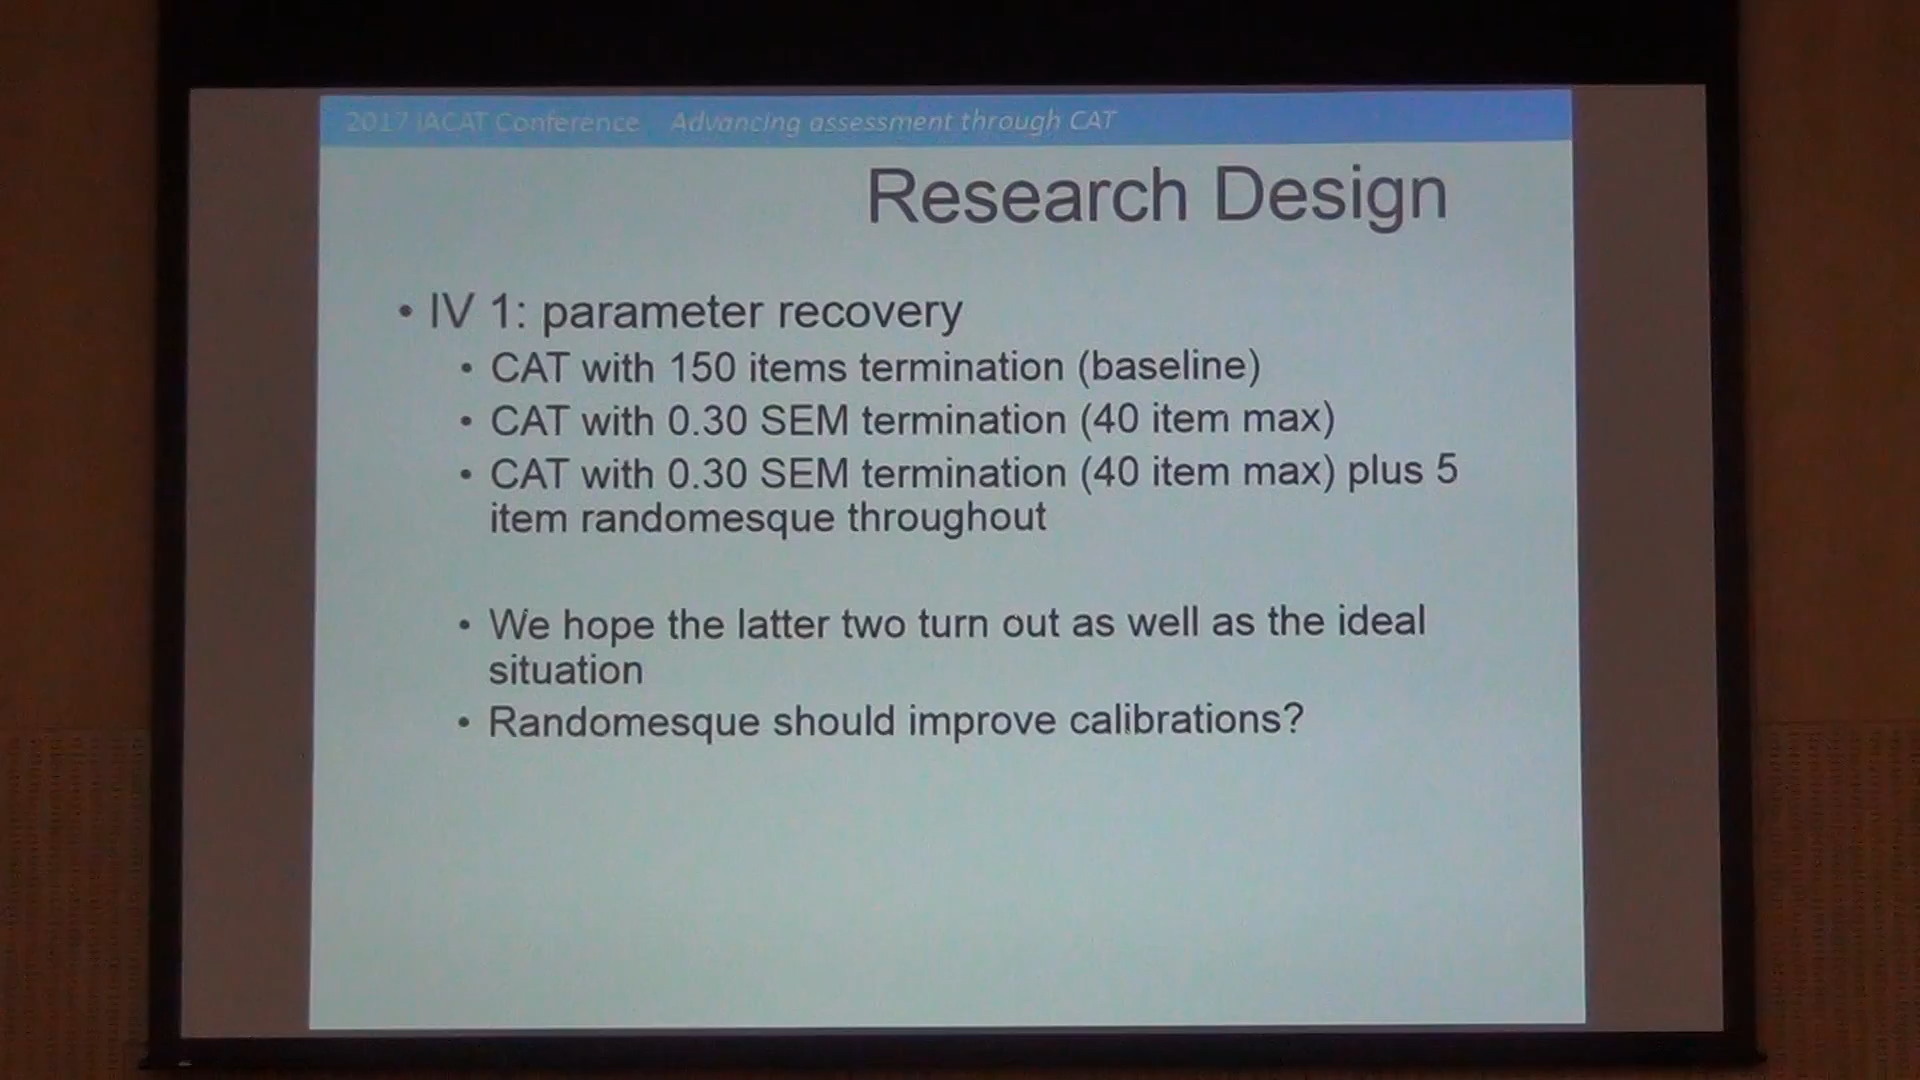 2017 IACAT Conference Advancing assessment through CAT
Research Design
• IV 1: parameter recovery
• CAT with 150 items termination (baseline)
• CAT with 0.30 SEM termination (40 item max)
• CAT with 0.30 SEM termination (40 item max) plus 5
item randomesque throughout
• We hope the latter two turn out as well as the ideal
situation
• Randomesque should improve calibrations?